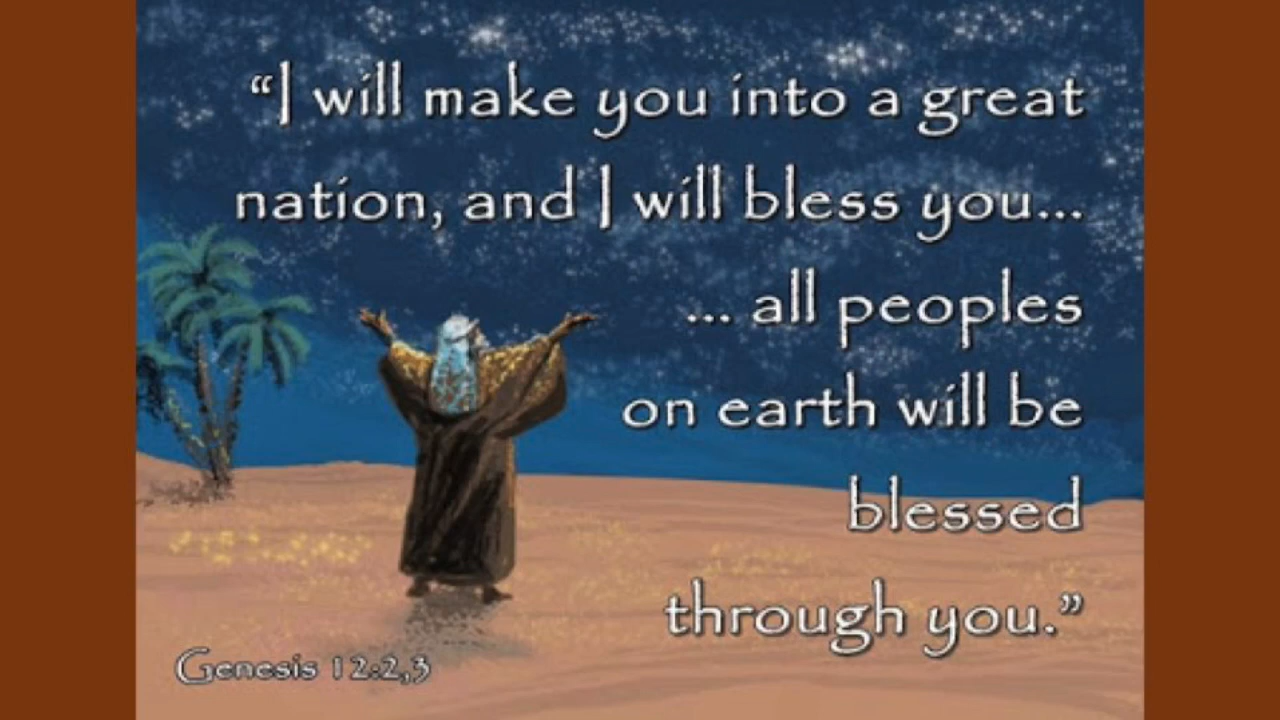 “I will make you into a great
nation, and I will bless you...
... all peoples
on earth will be
blessed
through you.”
Genesis 12:2,3